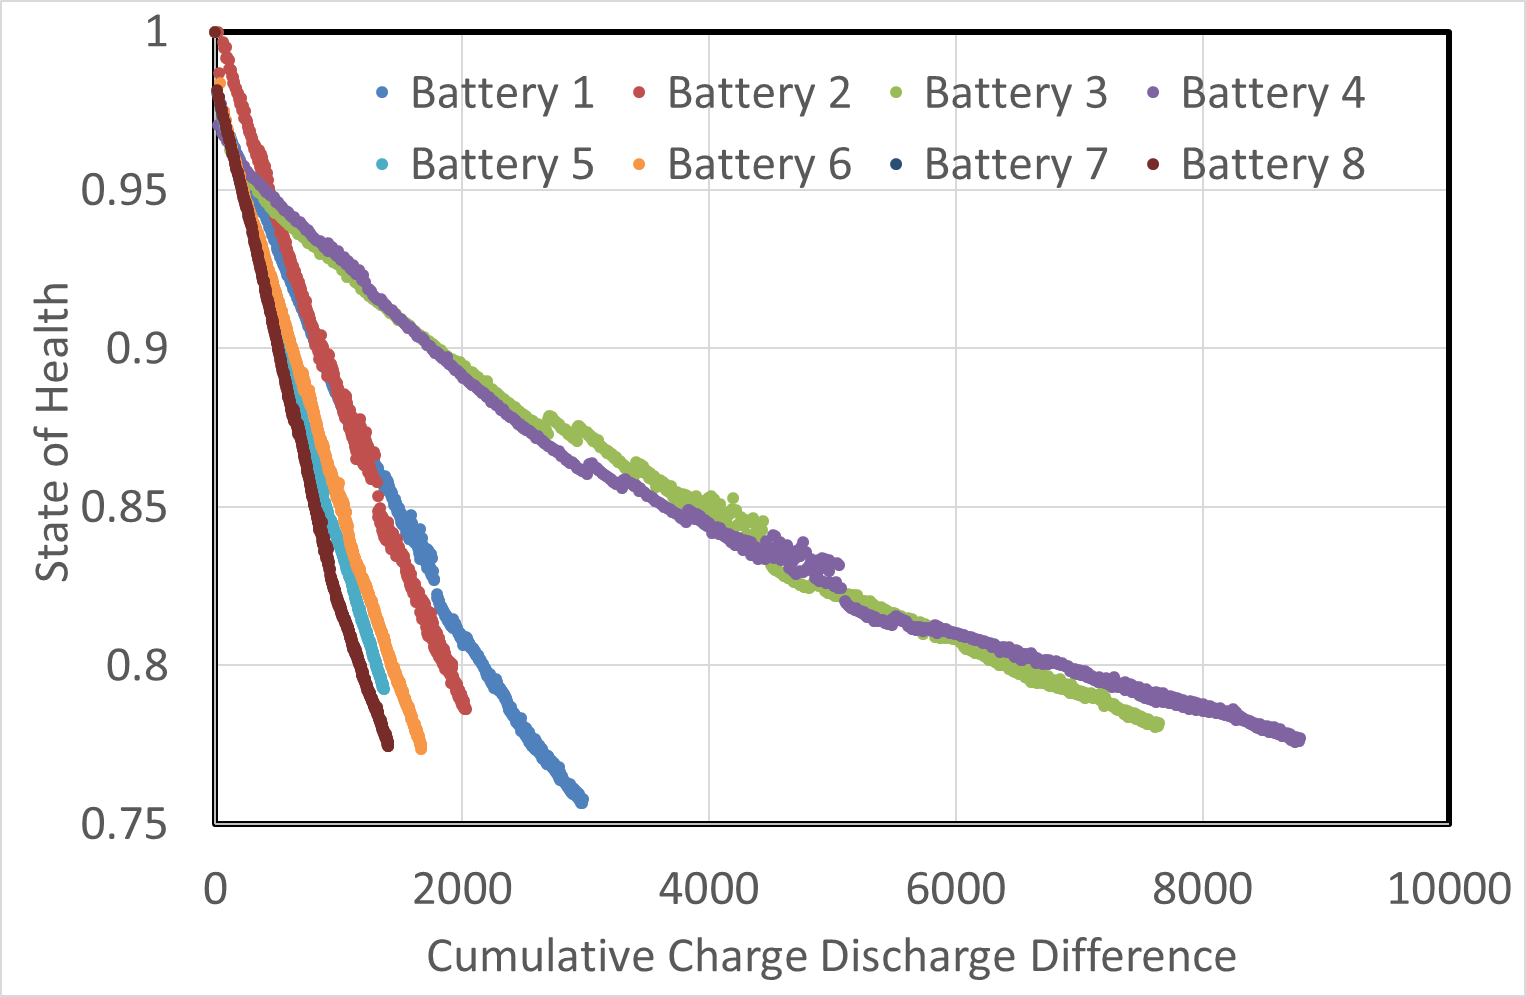 1
Battery 1 Battery 2 Battery 3 Battery 4
Battery 5 Battery 6 Battery 7 Battery 8
0.95
0.9
0.85
0.8
0.75
State of Health
0 2000 4000 6000 8000 10000
Cumulative Charge Discharge Difference